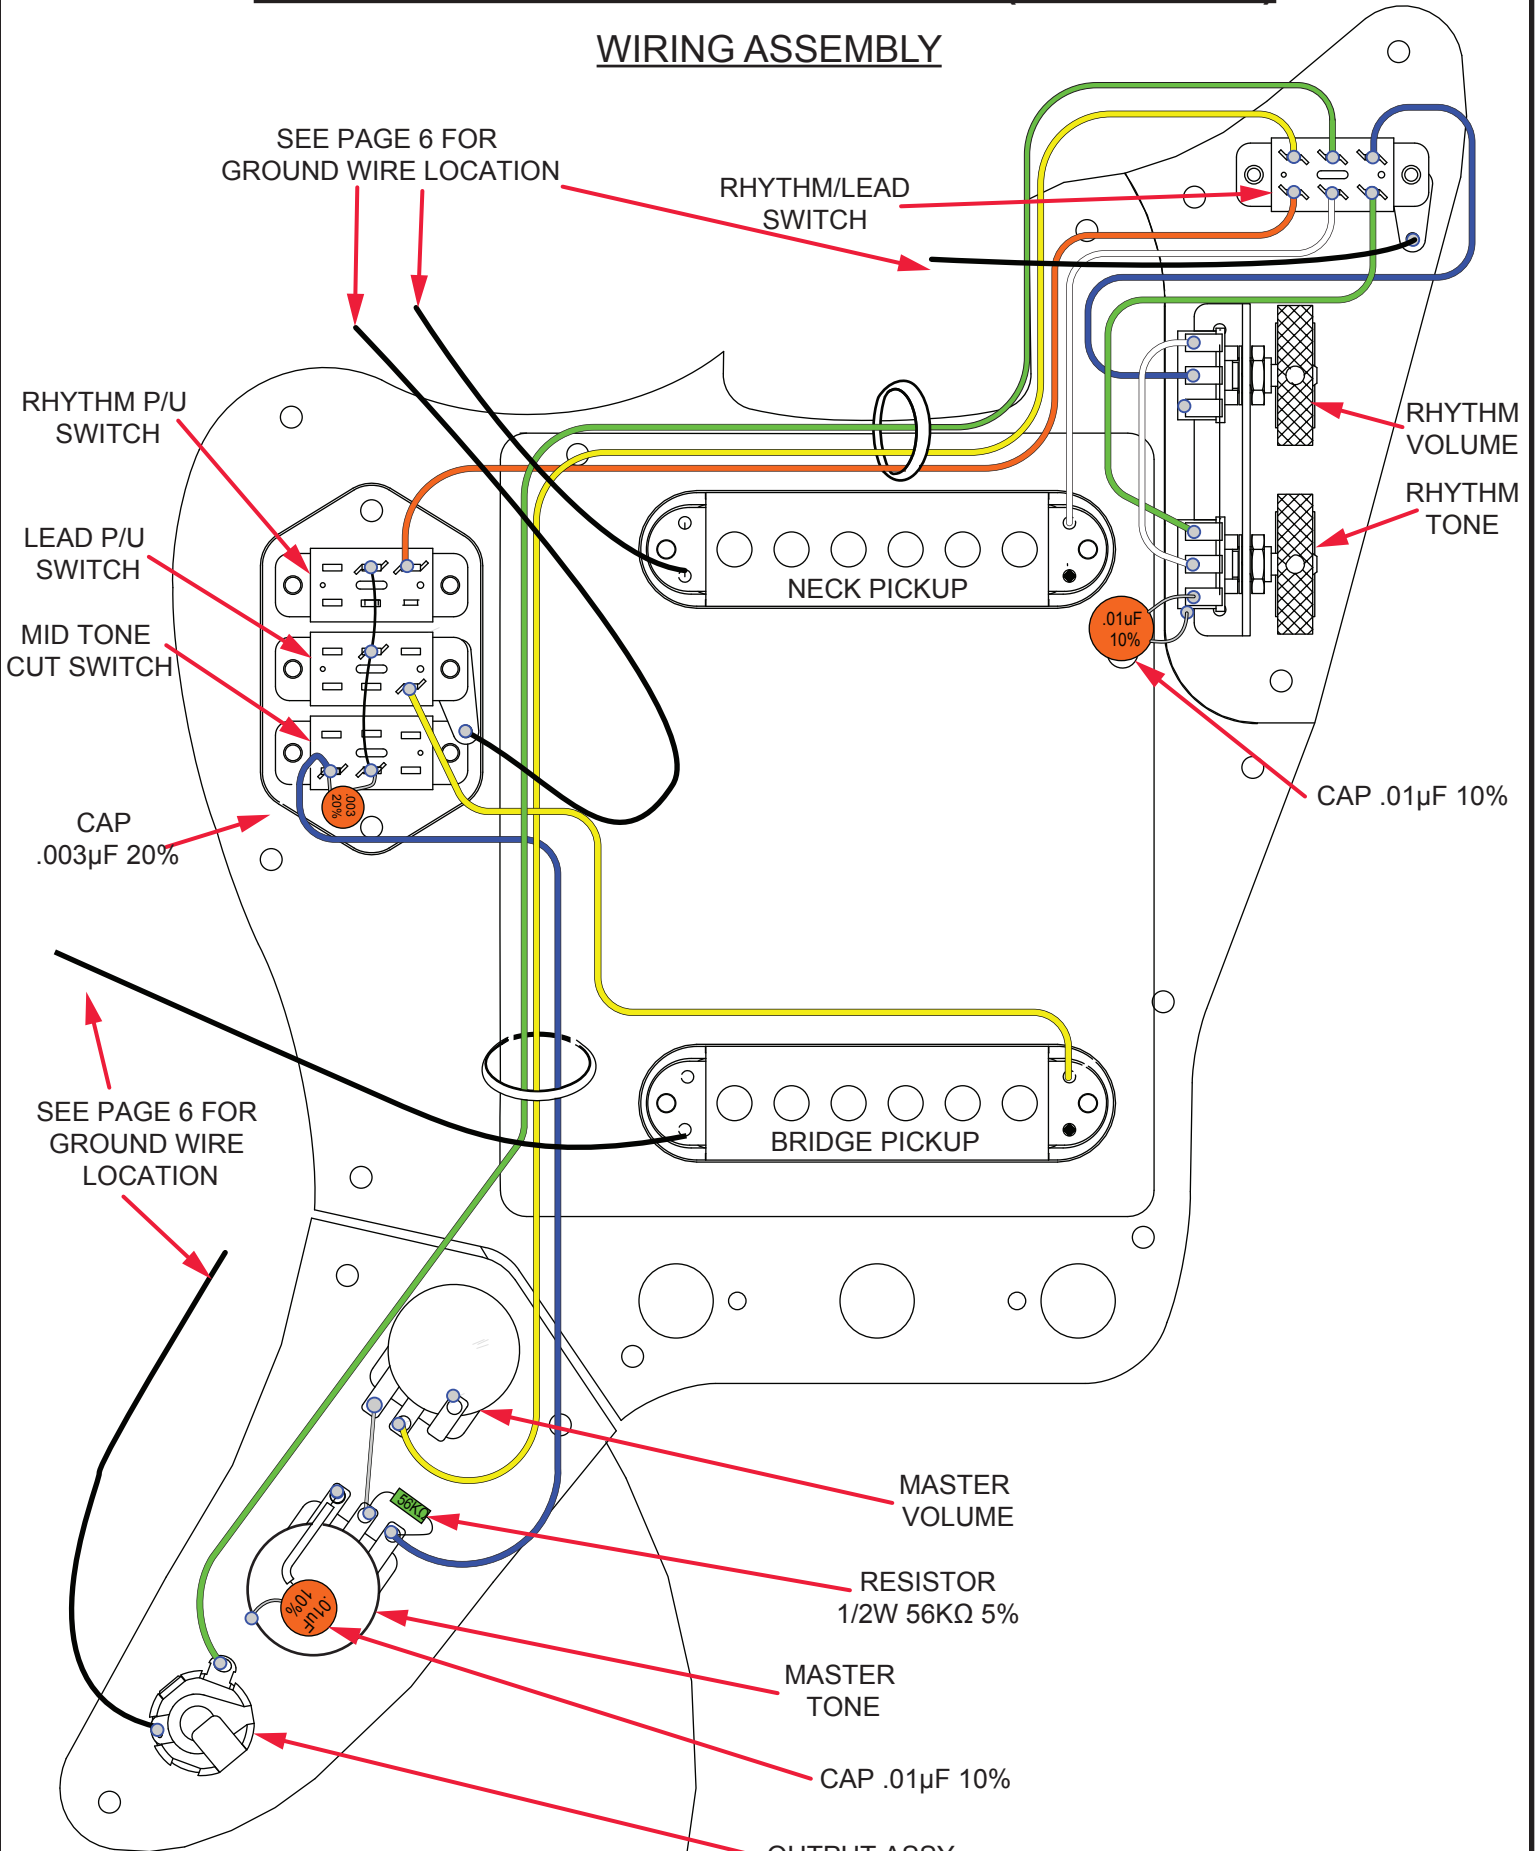 WIRING ASSEMBLY
SEE PAGE 6 FOR
GROUND WIRE LOCATION
RHYTHM/LEAD
SWITCH
RHYTHM P/U
SWITCH
LEAD P/U
SWITCH
MID TONE
CUT SWITCH
CAP
.003µF 20%
.003
20%
NECK PICKUP
RHYTHM
VOLUME
RHYTHM
TONE
.01uF
10%
CAP .01µF 10%
SEE PAGE 6 FOR
GROUND WIRE
LOCATION
BRIDGE PICKUP
MASTER
VOLUME
56KΩ
RESISTOR
1/2W 56KΩ 5%
.01uF
10%
MASTER
TONE
CAP .01µF 10%
OUTPUT ASSY